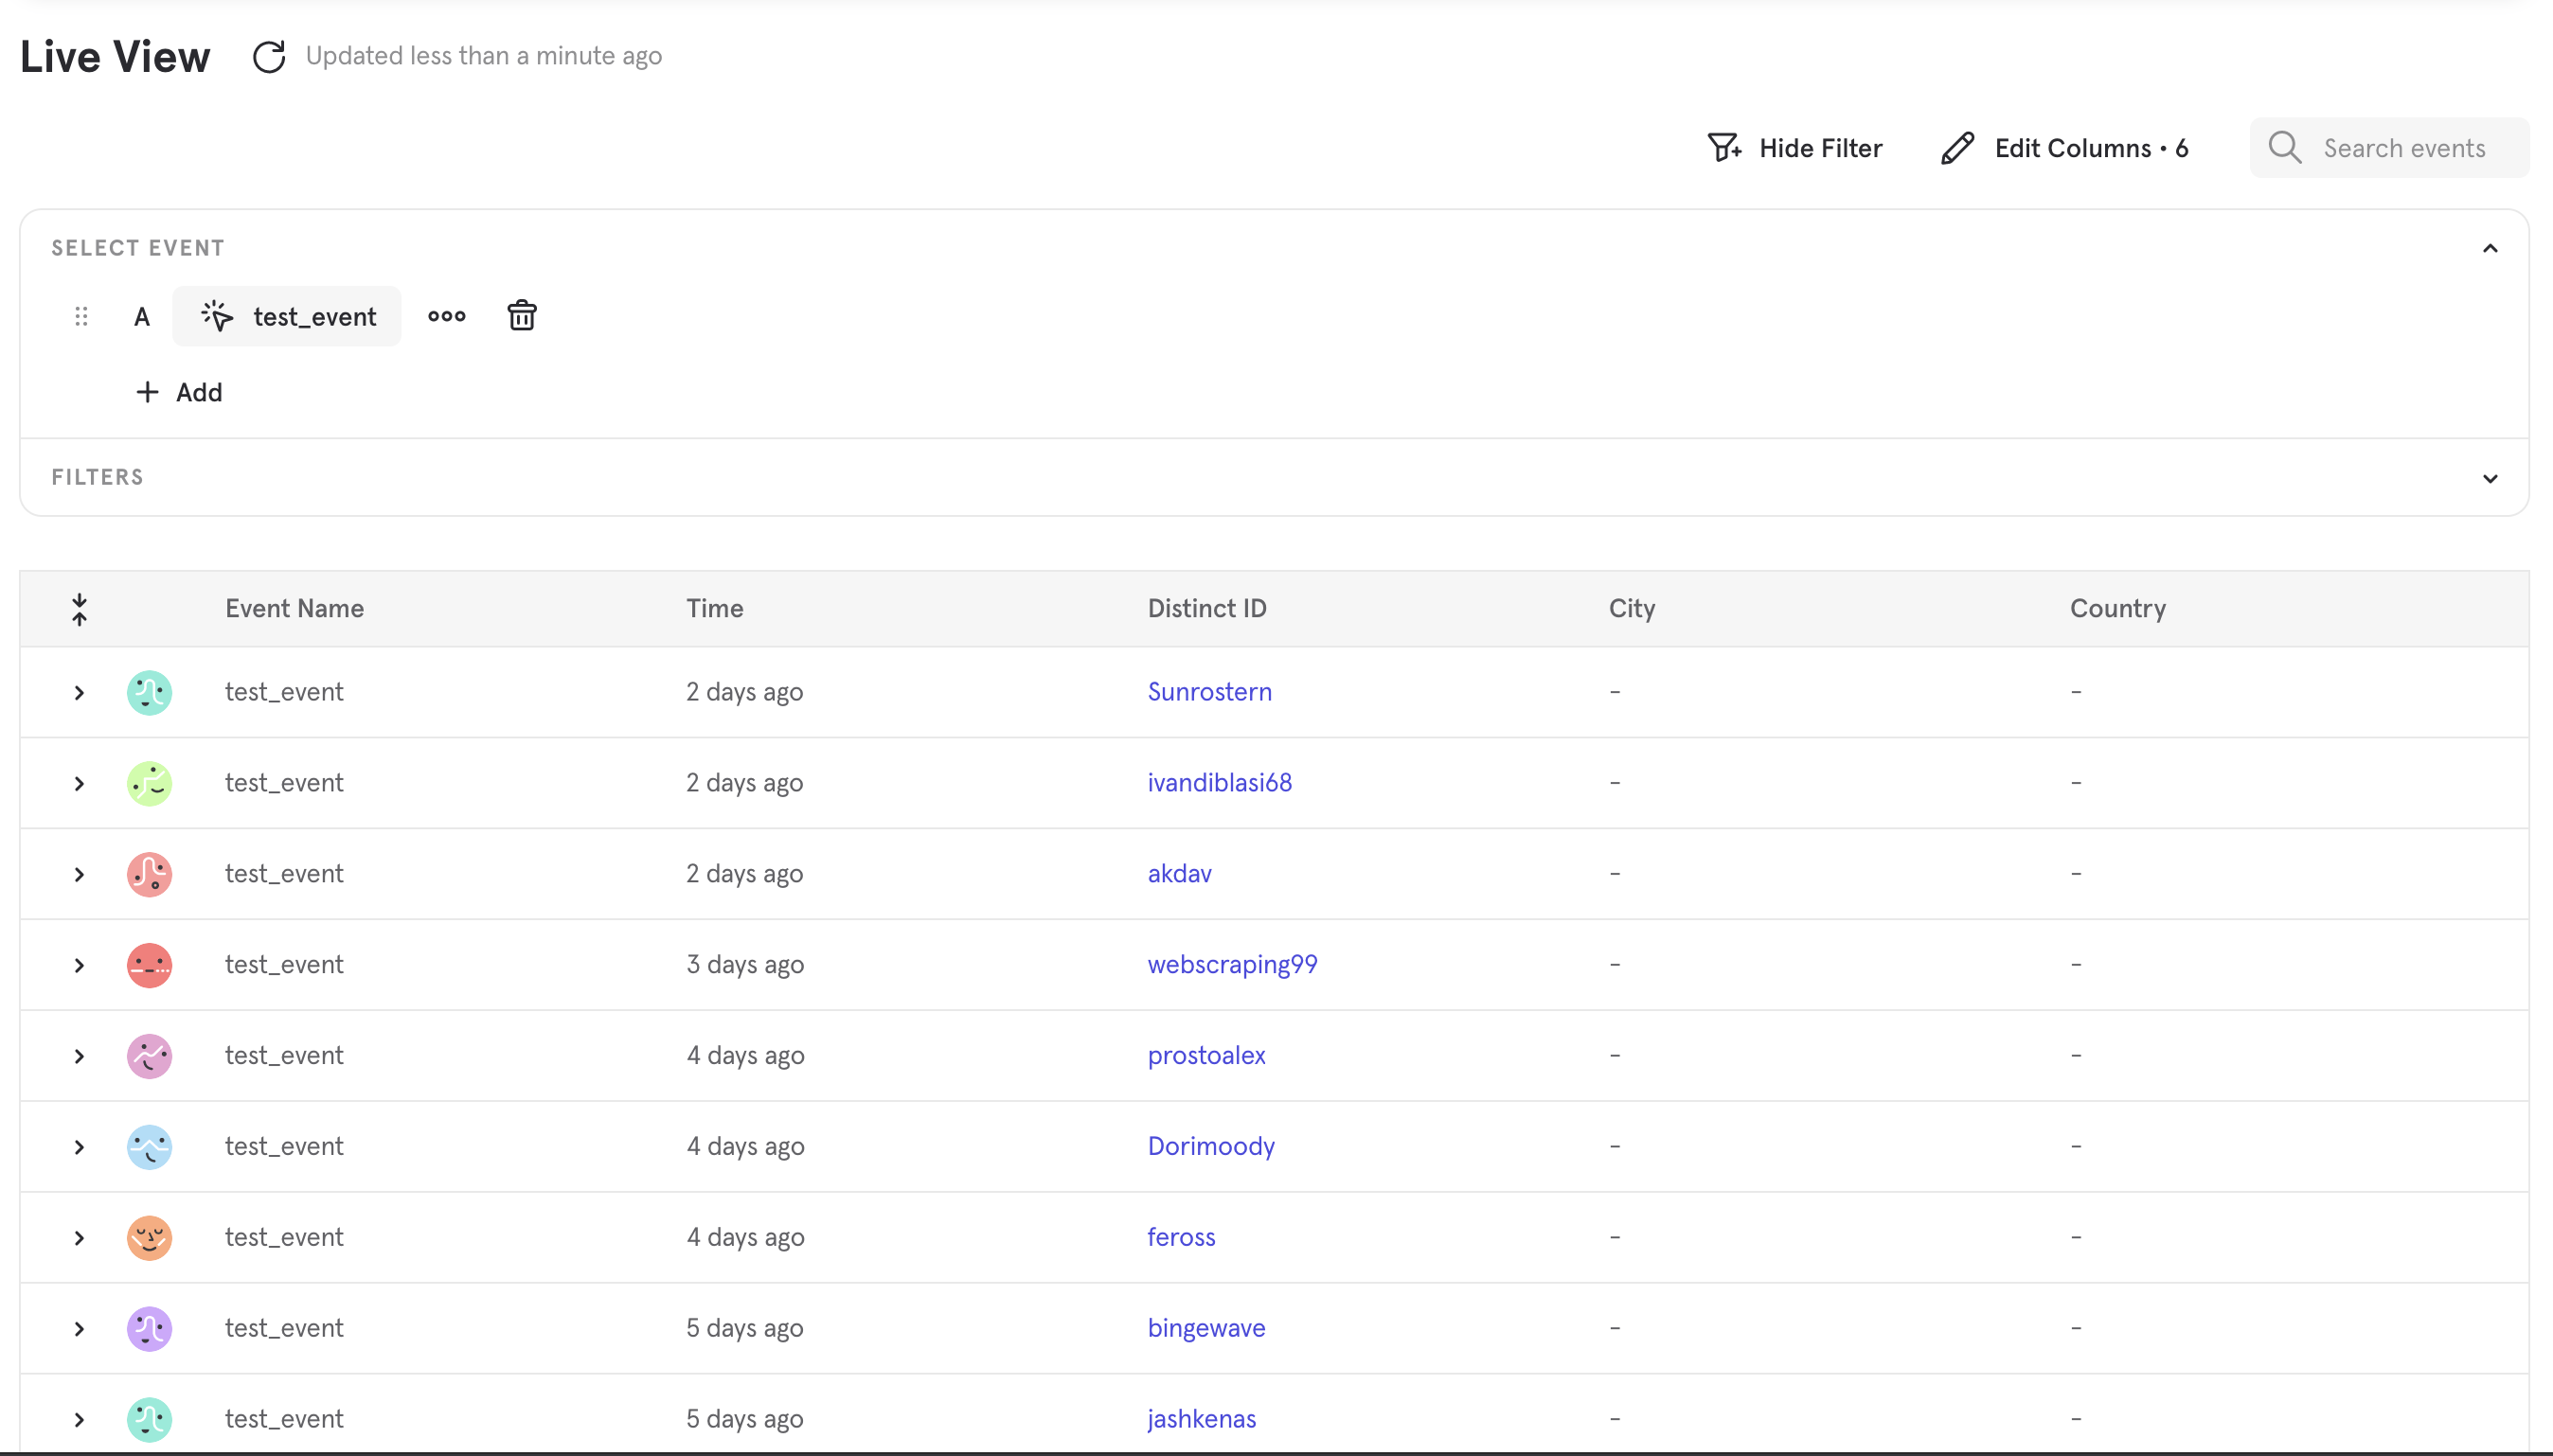 Live View Updated less than a minute ago
Hide Filter Edit Columns • 6 Search events
SELECT EVENT
A test_event
Add
FILTERS
Event Name Time Distinct ID City Country
test_event 2 days ago Sunrostern - -
test_event 2 days ago ivandiblasi68 - -
test_event 2 days ago akdav - -
test_event 3 days ago webscraping99 - -
test_event 4 days ago prostoalex - -
test_event 4 days ago Dorimoody - -
test_event 4 days ago feross - -
test_event 5 days ago bingewave - -
test_event 5 days ago jashkenas - -